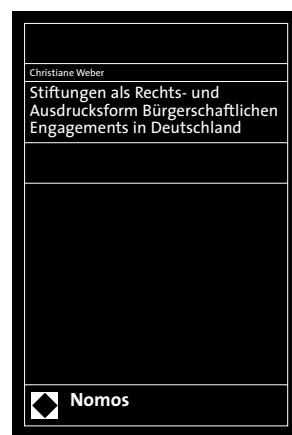 Christiane Weber
Stiftungen als Rechts- und
Ausdrucksform Bürgerschaftlichen
Engagements in Deutschland
Nomos